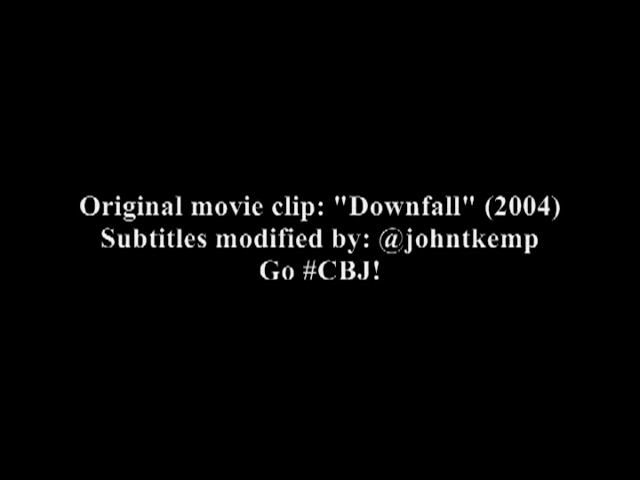 Original movie clip: "Downfall" (2004)
Subtitles modified by: @johntkemp
Go #CBJ!